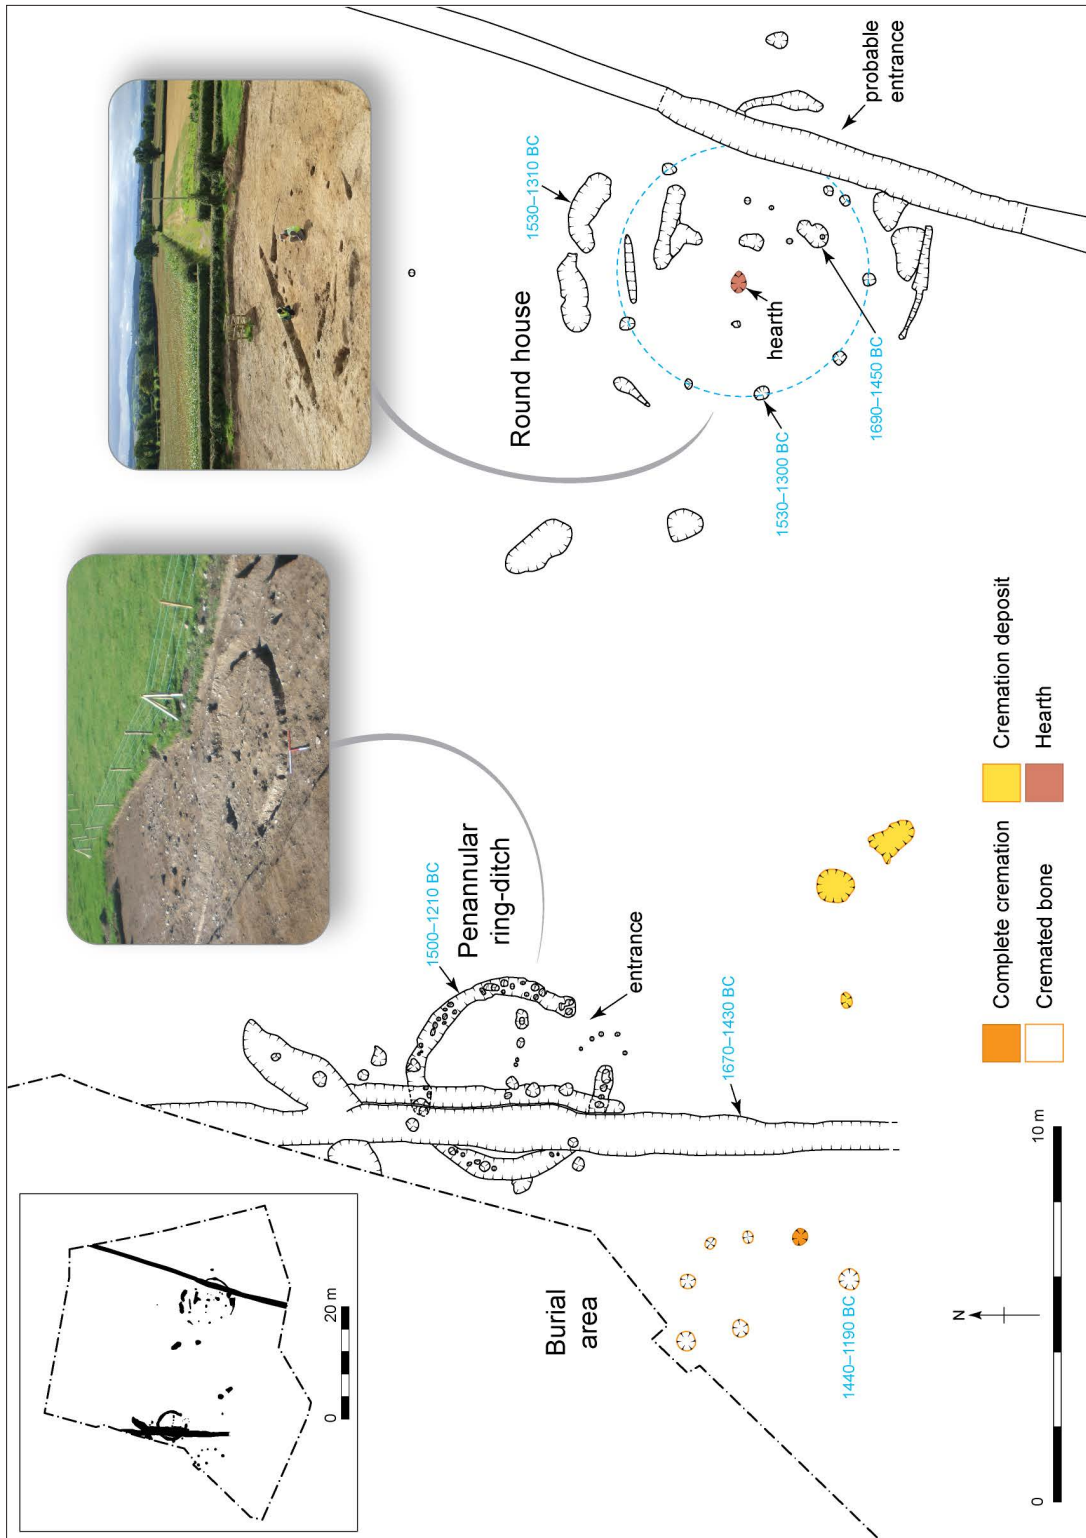 0
20 m
Burial
area
1440–1190 BC
N
0
10 m
1500–1210 BC
Penannular
ring-ditch
entrance
1670–1430 BC
Complete cremation
Cremated bone
Cremation deposit
Hearth
Round house
1530–1310 BC
hearth
1530–1300 BC
1690–1450 BC
probable
entrance